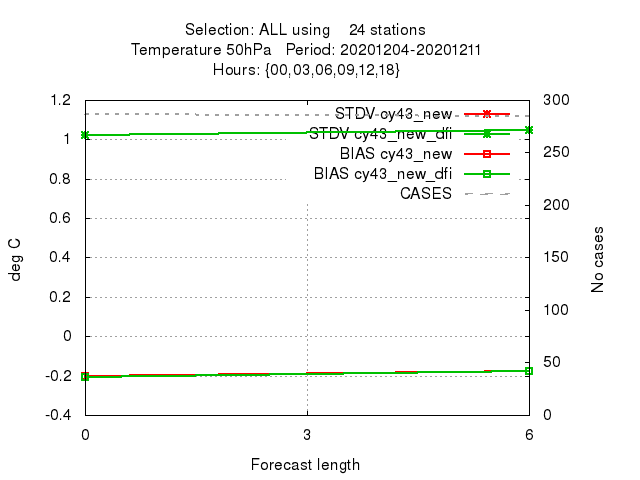 Selection: ALL using    24 stations
Temperature 50hPa   Period: 20201204-20201211
Hours: {00,03,06,09,12,18}
1.2
1
0.8
0.6
0.4
0.2
0
-0.2
-0.4
deg C
STDV cy43_new
STDV cy43_new_dfi
BIAS cy43_new
BIAS cy43_new_dfi
CASES
300
250
200
150
100
50
0
No cases
0 3 6
Forecast length